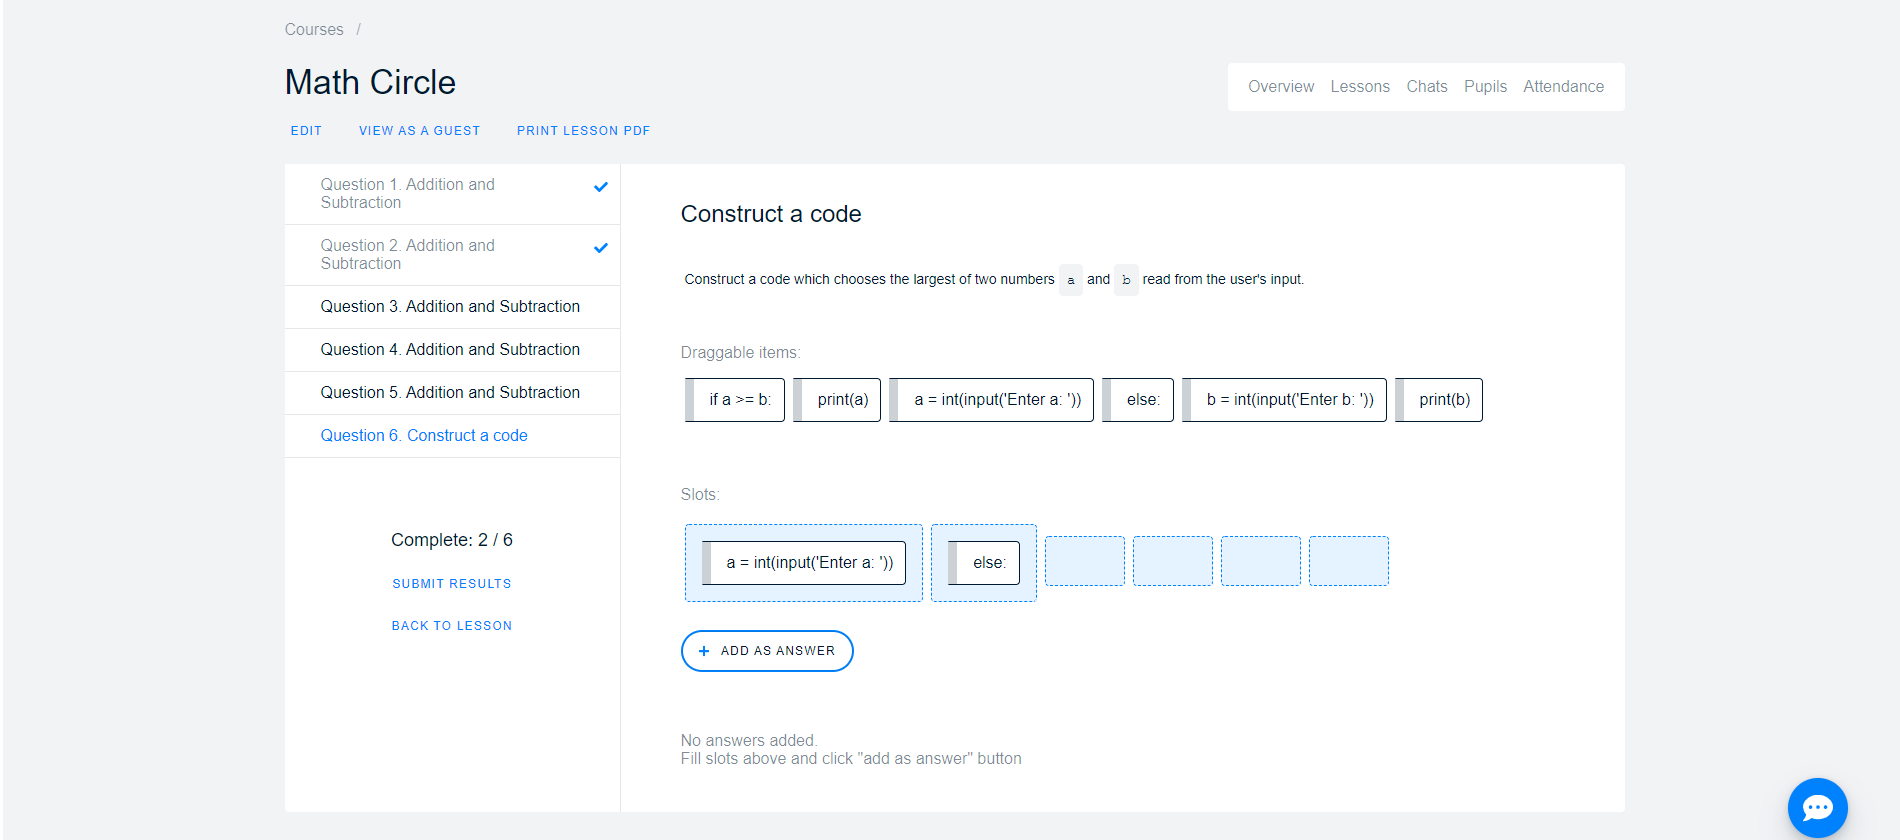 Courses /
Math Circle
Overview Lessons Chats Pupils Attendance
EDIT VIEW AS A GUEST PRINT LESSON PDF
Question 1. Addition and
Subtraction
Question 2. Addition and
Subtraction
Question 3. Addition and Subtraction
Question 4. Addition and Subtraction
Question 5. Addition and Subtraction
Question 6. Construct a code
Complete: 2 / 6
SUBMIT RESULTS
BACK TO LESSON
Construct a code
Construct a code which chooses the largest of two numbers a and b read from the user's input.
Draggable items:
if a >= b: print(a) a = int(input('Enter a: ')) else: b = int(input('Enter b: ')) print(b)
Slots:
a = int(input('Enter a: ')) else:
+ ADD AS ANSWER
No answers added.
Fill slots above and click "add as answer" button